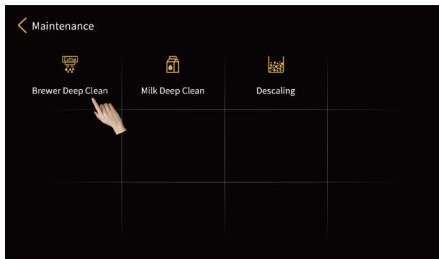 Maintenance
Brewer Deep Clean
Milk Deep Clean
Descaling